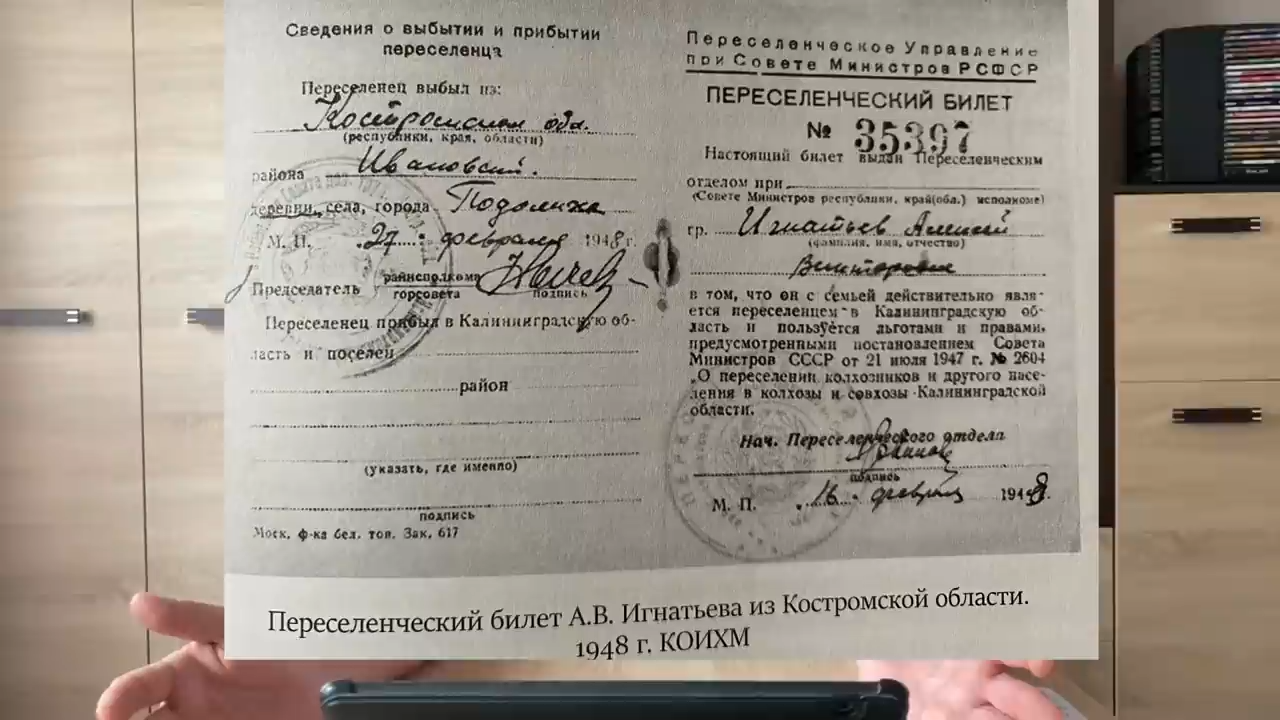 Сведения о выбытии и прибытии
переселенца
Переселенец выбыл из:
Костромская обл.
(республики, края, области)
района Ивановский.
деревни, села, города Подолиха
М. П. 27 февраля 1948 г.
Председатель райисполкома
горсовета подпись
Переселенец прибыл в Калининградскую об-
ласть и поселен
район
(указать, где именно)
подпись
Моск. ф-ка бел. тов. Зак. 617
Переселенческое Управление
при Совете Министров РСФСР
ПЕРЕСЕЛЕНЧЕСКИЙ БИЛЕТ
№ 35397
Настоящий билет выдан Переселенческим
отделом при
(Совете Министров республики, край(обл.) исполкоме)
гр. Игнатьев Алексей
(фамилия, имя, отчество)
Викторович
в том, что он с семьей действительно явля-
ется переселенцем в Калининградскую об-
ласть и пользуется льготами и правами,
предусмотренными постановлением Совета
Министров СССР от 21 июля 1947 г. № 2604
„О переселении колхозников и другого насе-
ления в колхозы и совхозы Калининградской
области.
Нач. Переселенческого отдела
подпись
М. П. 16 февраля 1948.
Переселенческий билет А.В. Игнатьева из Костромской области.
1948 г. КОИХМ